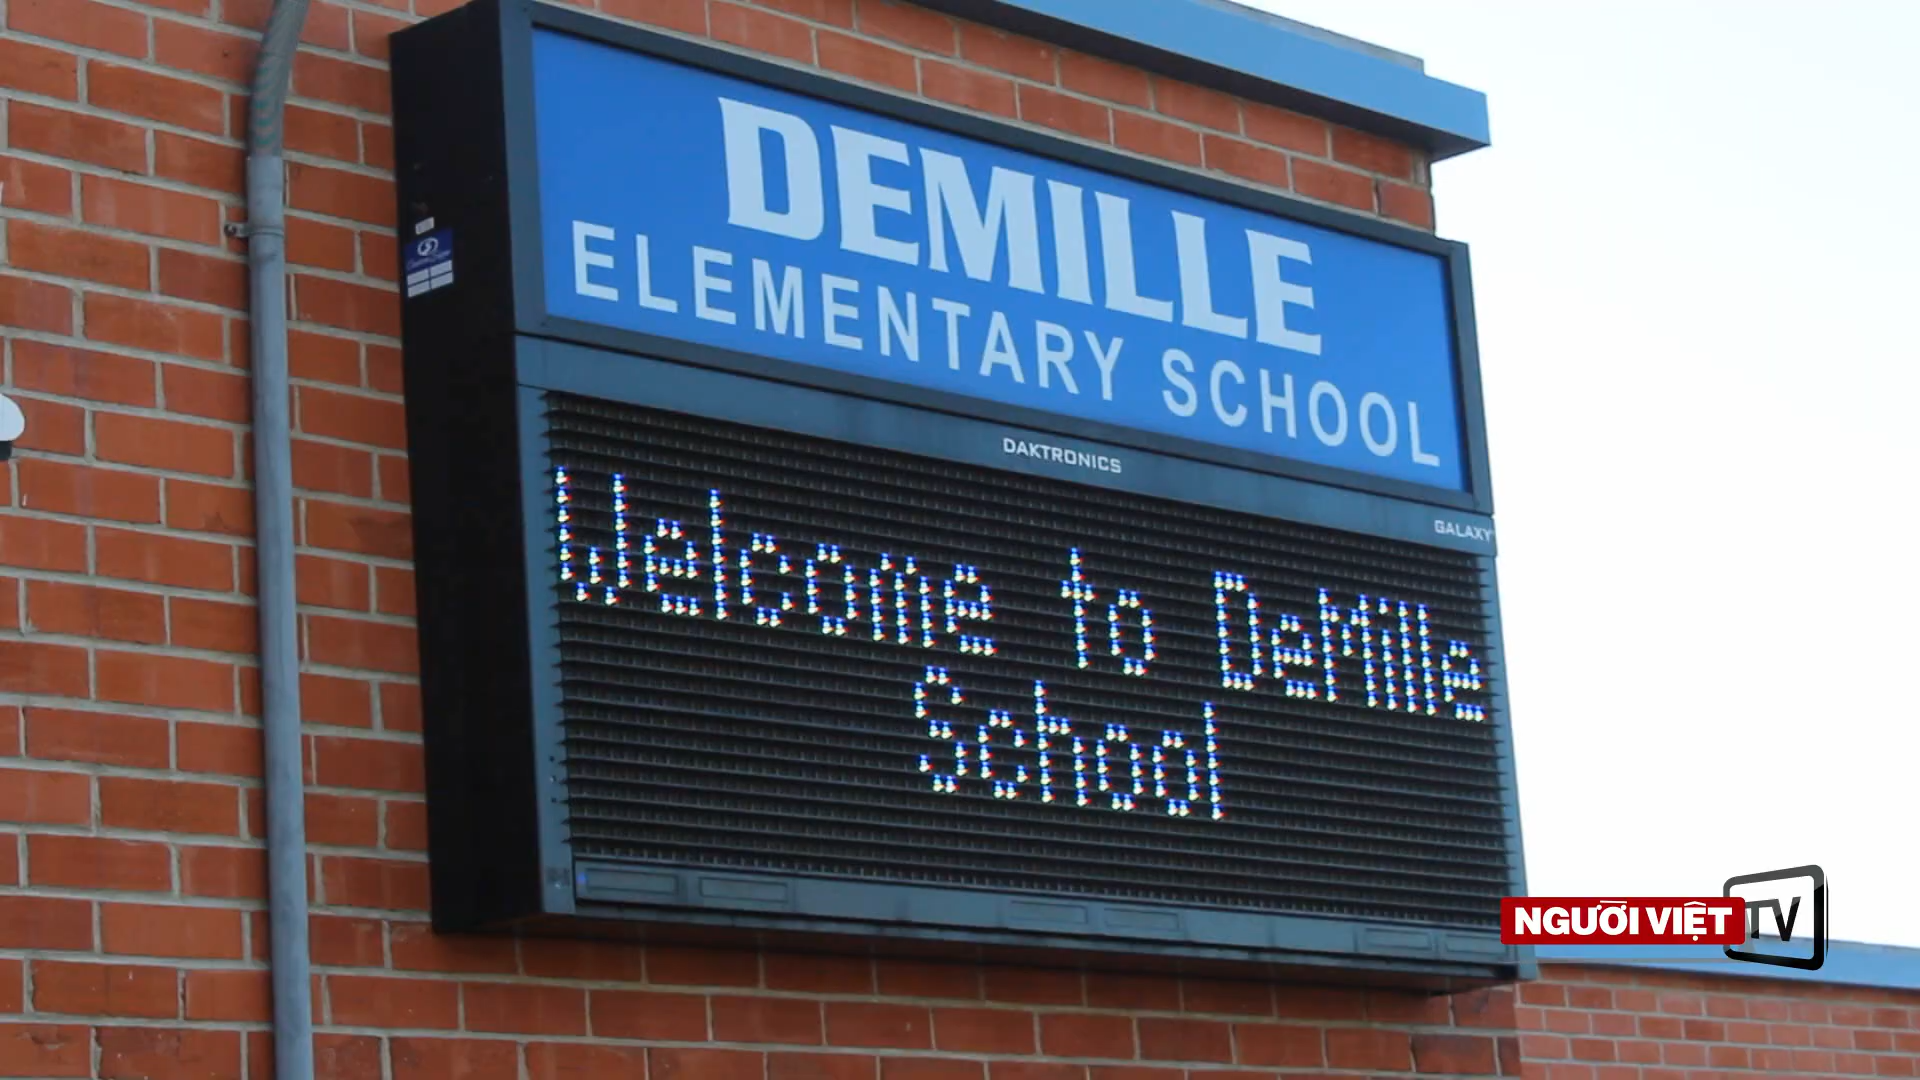 DEMILLE
ELEMENTARY SCHOOL
DAKTRONICS
GALAXY
Welcome to DeMille
School
NGƯỜI VIỆT TV